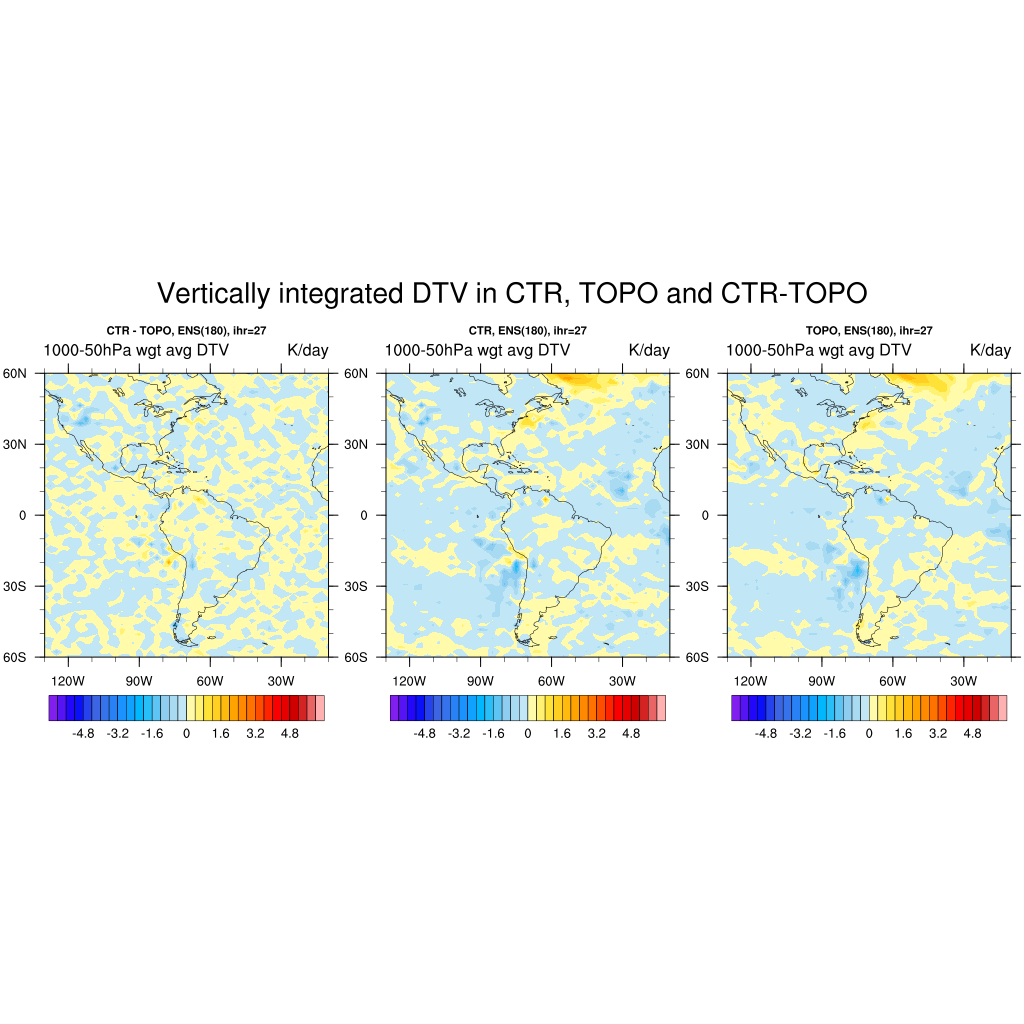 Vertically integrated DTV in CTR, TOPO and CTR-TOPO
CTR - TOPO, ENS(180), ihr=27
1000-50hPa wgt avg DTV K/day
60N
30N
0
30S
60S
120W 90W 60W 30W
-4.8 -3.2 -1.6 0 1.6 3.2 4.8
CTR, ENS(180), ihr=27
1000-50hPa wgt avg DTV K/day
60N
30N
0
30S
60S
120W 90W 60W 30W
-4.8 -3.2 -1.6 0 1.6 3.2 4.8
TOPO, ENS(180), ihr=27
1000-50hPa wgt avg DTV K/day
60N
30N
0
30S
60S
120W 90W 60W 30W
-4.8 -3.2 -1.6 0 1.6 3.2 4.8